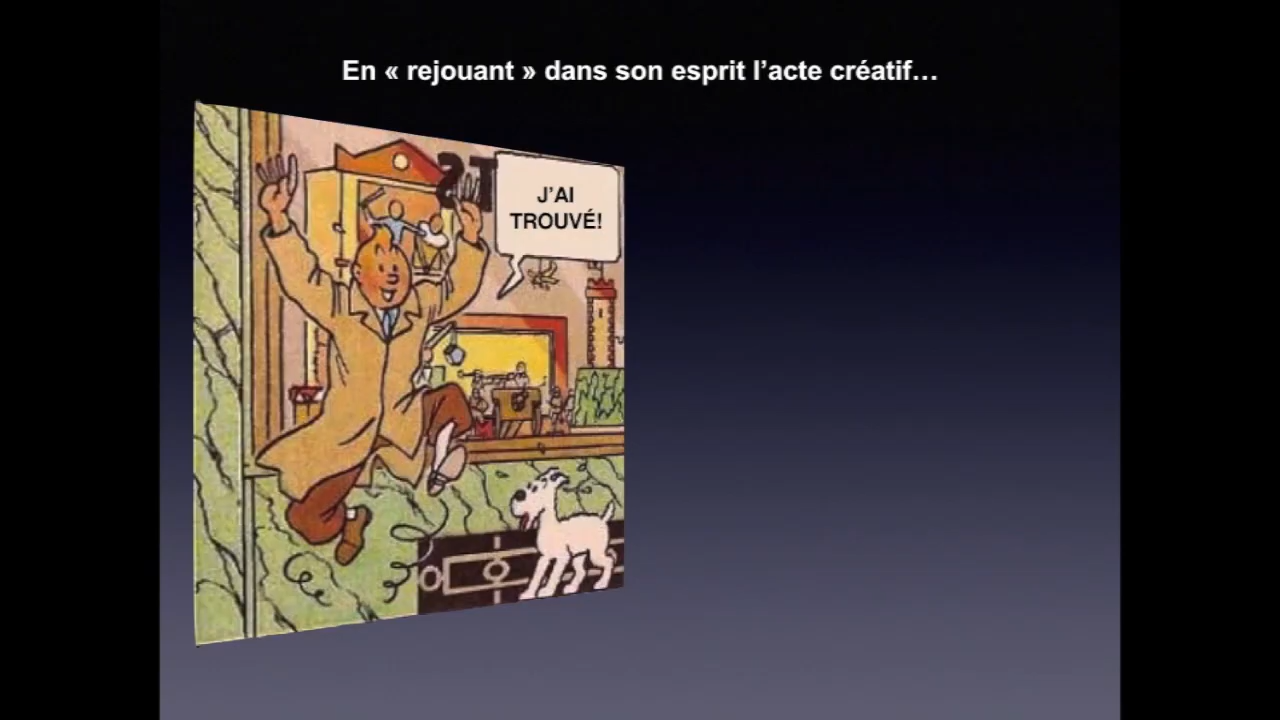 En « rejouant » dans son esprit l’acte créatif…
J’AI
TROUVÉ!